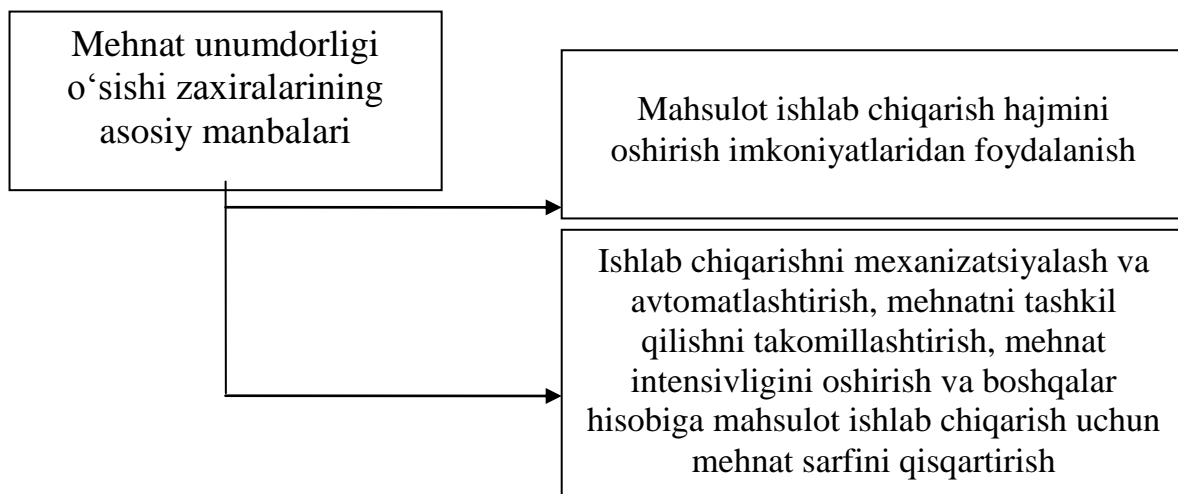 Mehnat unumdorligi
o‘sishi zaxiralarining
asosiy manbalari
Mahsulot ishlab chiqarish hajmini
oshirish imkoniyatlaridan foydalanish
Ishlab chiqarishni mexanizatsiyalash va
avtomatlashtirish, mehnatni tashkil
qilishni takomillashtirish, mehnat
intensivligini oshirish va boshqalar
hisobiga mahsulot ishlab chiqarish uchun
mehnat sarfini qisqartirish